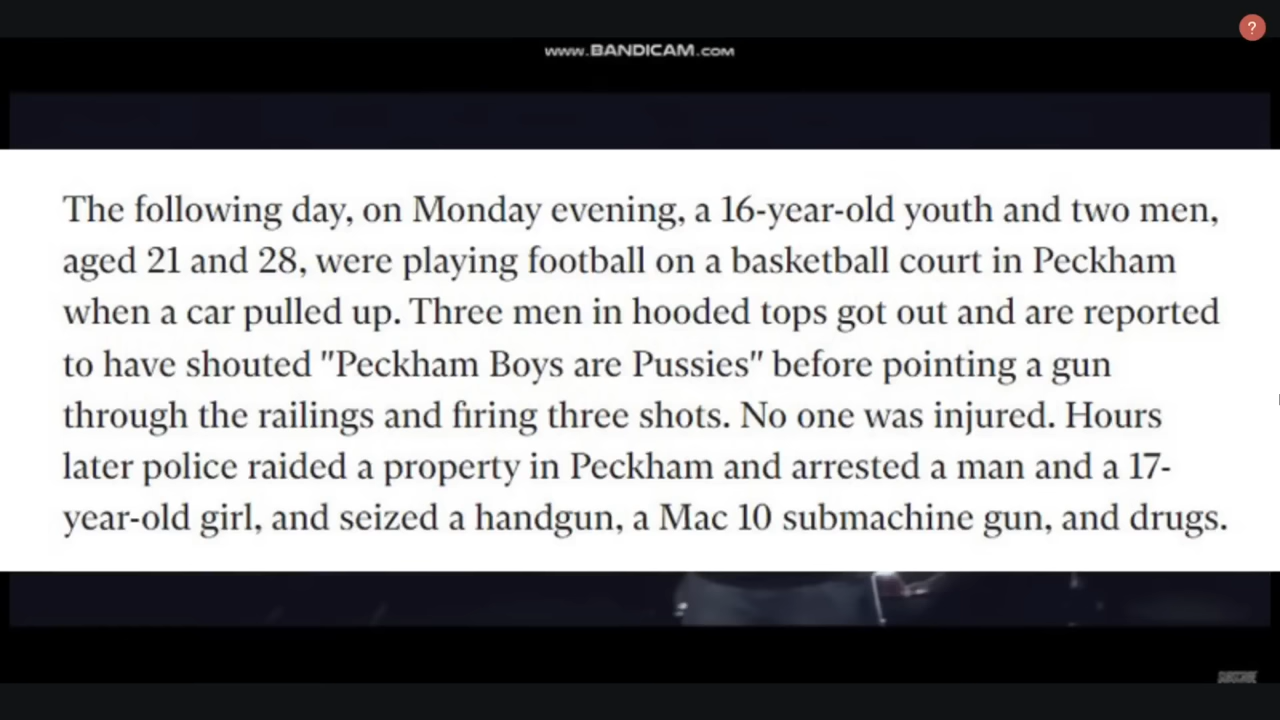 ?
www.BANDICAM.com
The following day, on Monday evening, a 16-year-old youth and two men,
aged 21 and 28, were playing football on a basketball court in Peckham
when a car pulled up. Three men in hooded tops got out and are reported
to have shouted "Peckham Boys are Pussies" before pointing a gun
through the railings and firing three shots. No one was injured. Hours
later police raided a property in Peckham and arrested a man and a 17-
year-old girl, and seized a handgun, a Mac 10 submachine gun, and drugs.
SUBSCRIBE